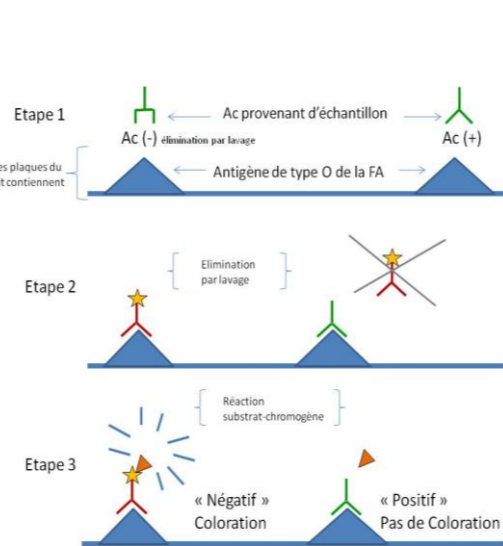 Etape 1
Ac provenant d’échantillon
Ac (-) élimination par lavage
Ac (+)
es plaques du
it contiennent
Antigène de type O de la FA
Etape 2
Elimination
par lavage
Réaction
substrat-chromogène
Etape 3
« Négatif »
Coloration
« Positif »
Pas de Coloration